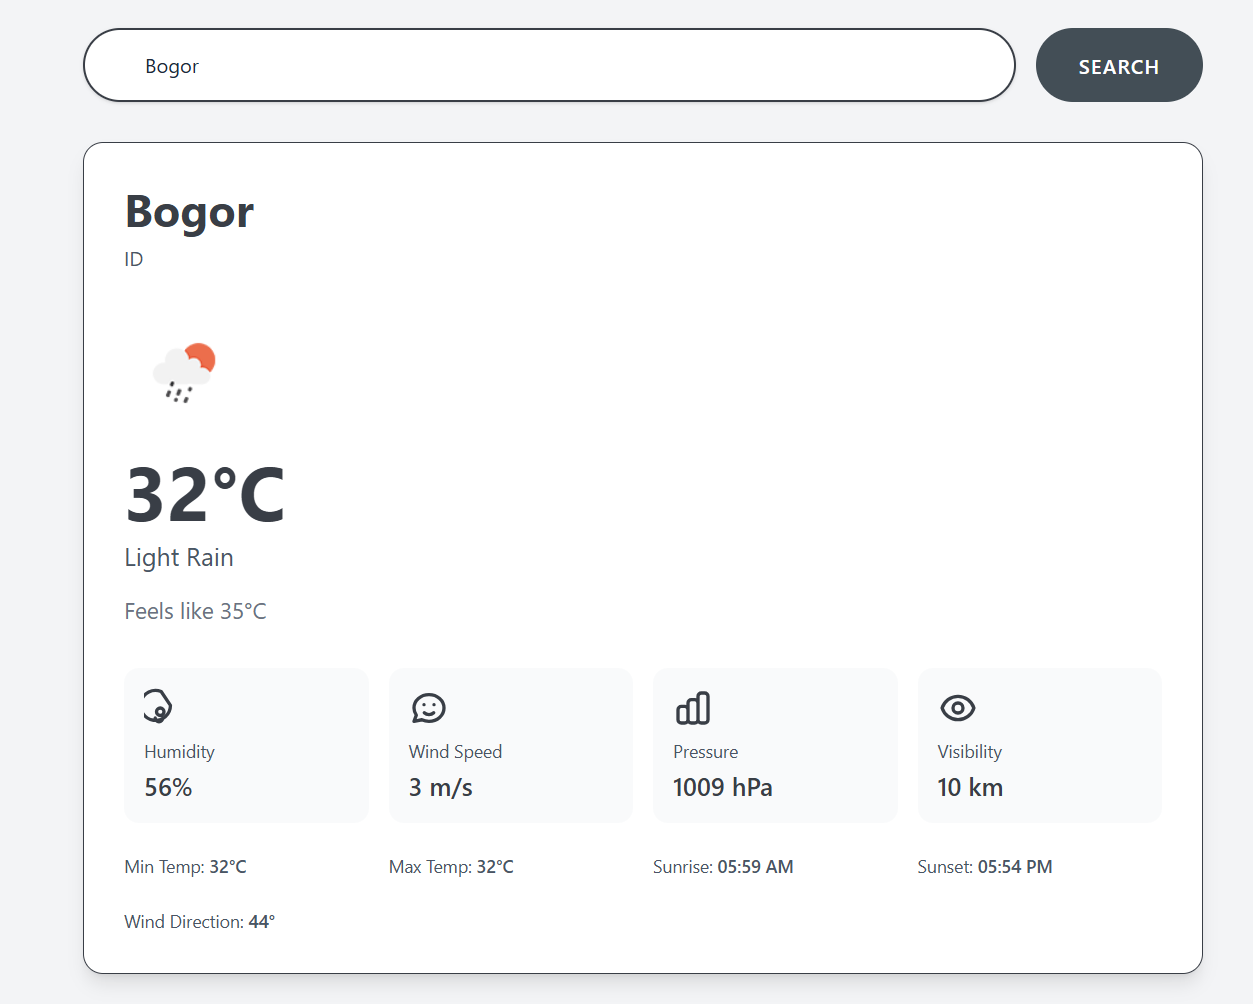 Bogor
SEARCH
Bogor
ID
32°C
Light Rain
Feels like 35°C
Humidity
56%
Wind Speed
3 m/s
Pressure
1009 hPa
Visibility
10 km
Min Temp: 32°C
Max Temp: 32°C
Sunrise: 05:59 AM
Sunset: 05:54 PM
Wind Direction: 44°